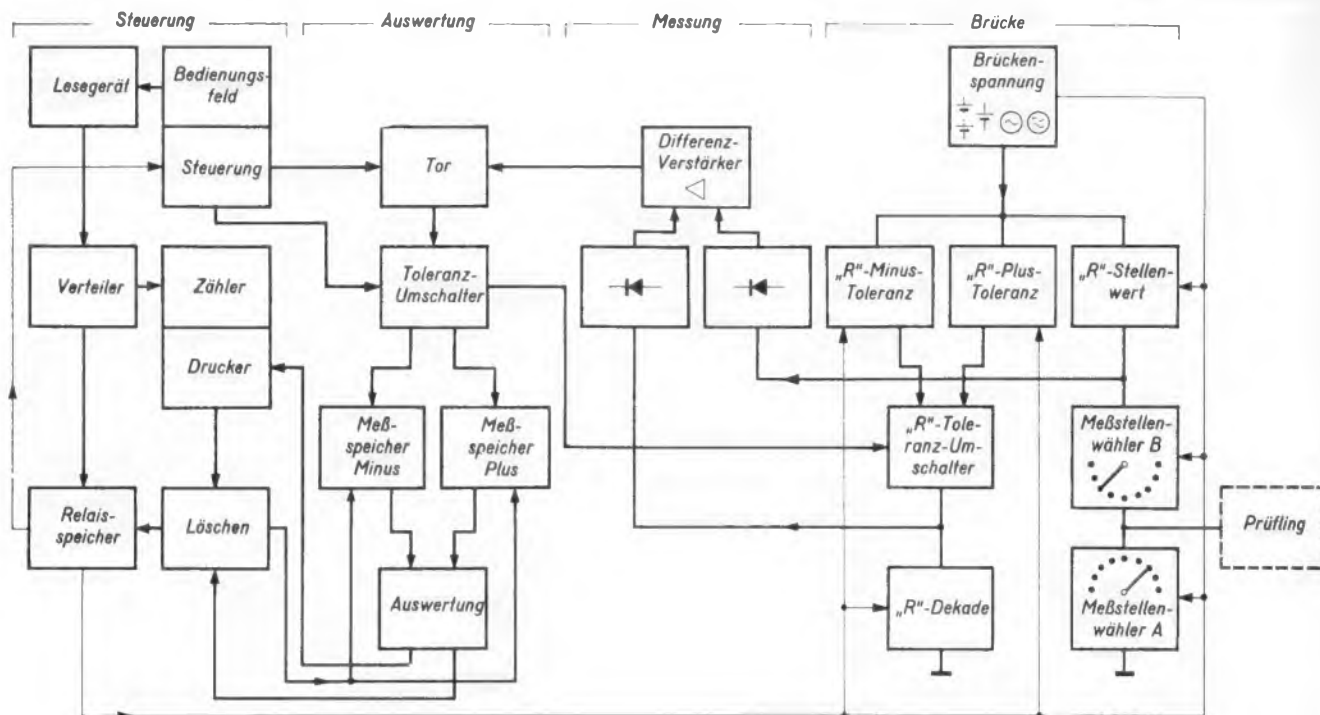 Steuerung
Auswertung
Messung
Brücke
Lesegerät
Bedienungs-
feld
Steuerung
Tor
Differenz-
Verstärker
Brücken-
spannung
Verteiler
Zähler
Toleranz-
Umschalter
„R"-Minus-
Toleranz
„R"-Plus-
Toleranz
„R"-Stellen-
wert
Drucker
Meß-
speicher
Minus
Meß-
speicher
Plus
„R"-Tole-
ranz-Um-
schalter
Meßstellen-
wähler B
Relais-
speicher
Löschen
Prüfling
Auswertung
„R"-Dekade
Meßstellen-
wähler A